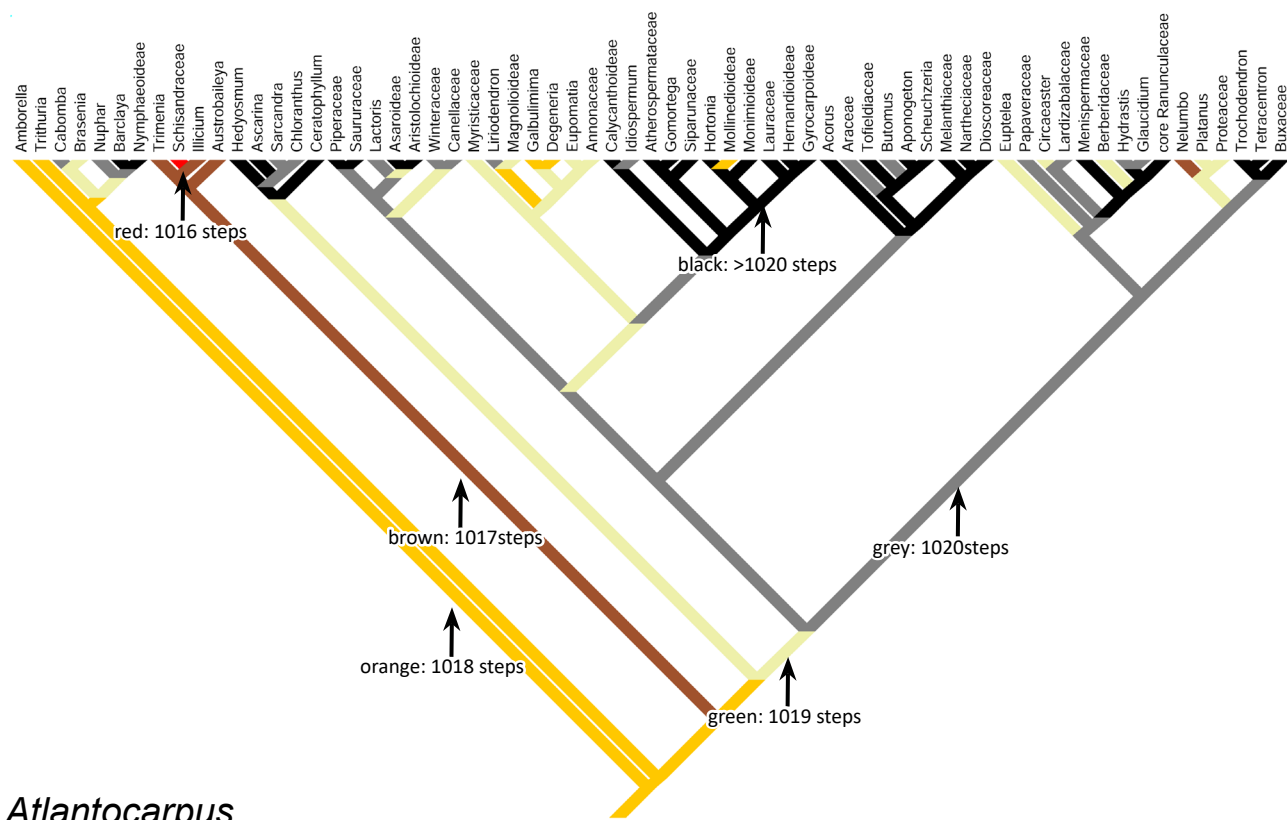 Amborella
Trithuria
Cabomba
Brasenia
Nuphar
Barclaya
Nymphaeoideae
Trimenia
Schisandraceae
Illicium
Austrobaileya
Hedyosmum
Ascarina
Sarcandra
Chloranthus
Ceratophyllum
Piperaceae
Saururaceae
Lactoris
Asaroideae
Aristolochioideae
Winteraceae
Canellaceae
Myristicaceae
Liriodendron
Magnolioideae
Galbulimima
Degeneria
Eupomatia
Annonaceae
Calycanthoideae
Idiospermum
Atherospermataceae
Gomortega
Siparunaceae
Hortonia
Mollinedioideae
Monimioideae
Lauraceae
Hernandioideae
Gyrocarpoideae
Acorus
Araceae
Tofieldiaceae
Butomus
Aponogeton
Scheuchzeria
Melanthiaceae
Nartheciaceae
Dioscoreaceae
Euptelea
Papaveraceae
Circaeaster
Lardizabalaceae
Menispermaceae
Berberidaceae
Hydrastis
Glaucidium
core Ranunculaceae
Nelumbo
Platanus
Proteaceae
Trochodendron
Tetracentron
Buxaceae
red: 1016 steps
black: >1020 steps
brown: 1017steps
grey: 1020steps
orange: 1018 steps
green: 1019 steps
Atlantocarpus